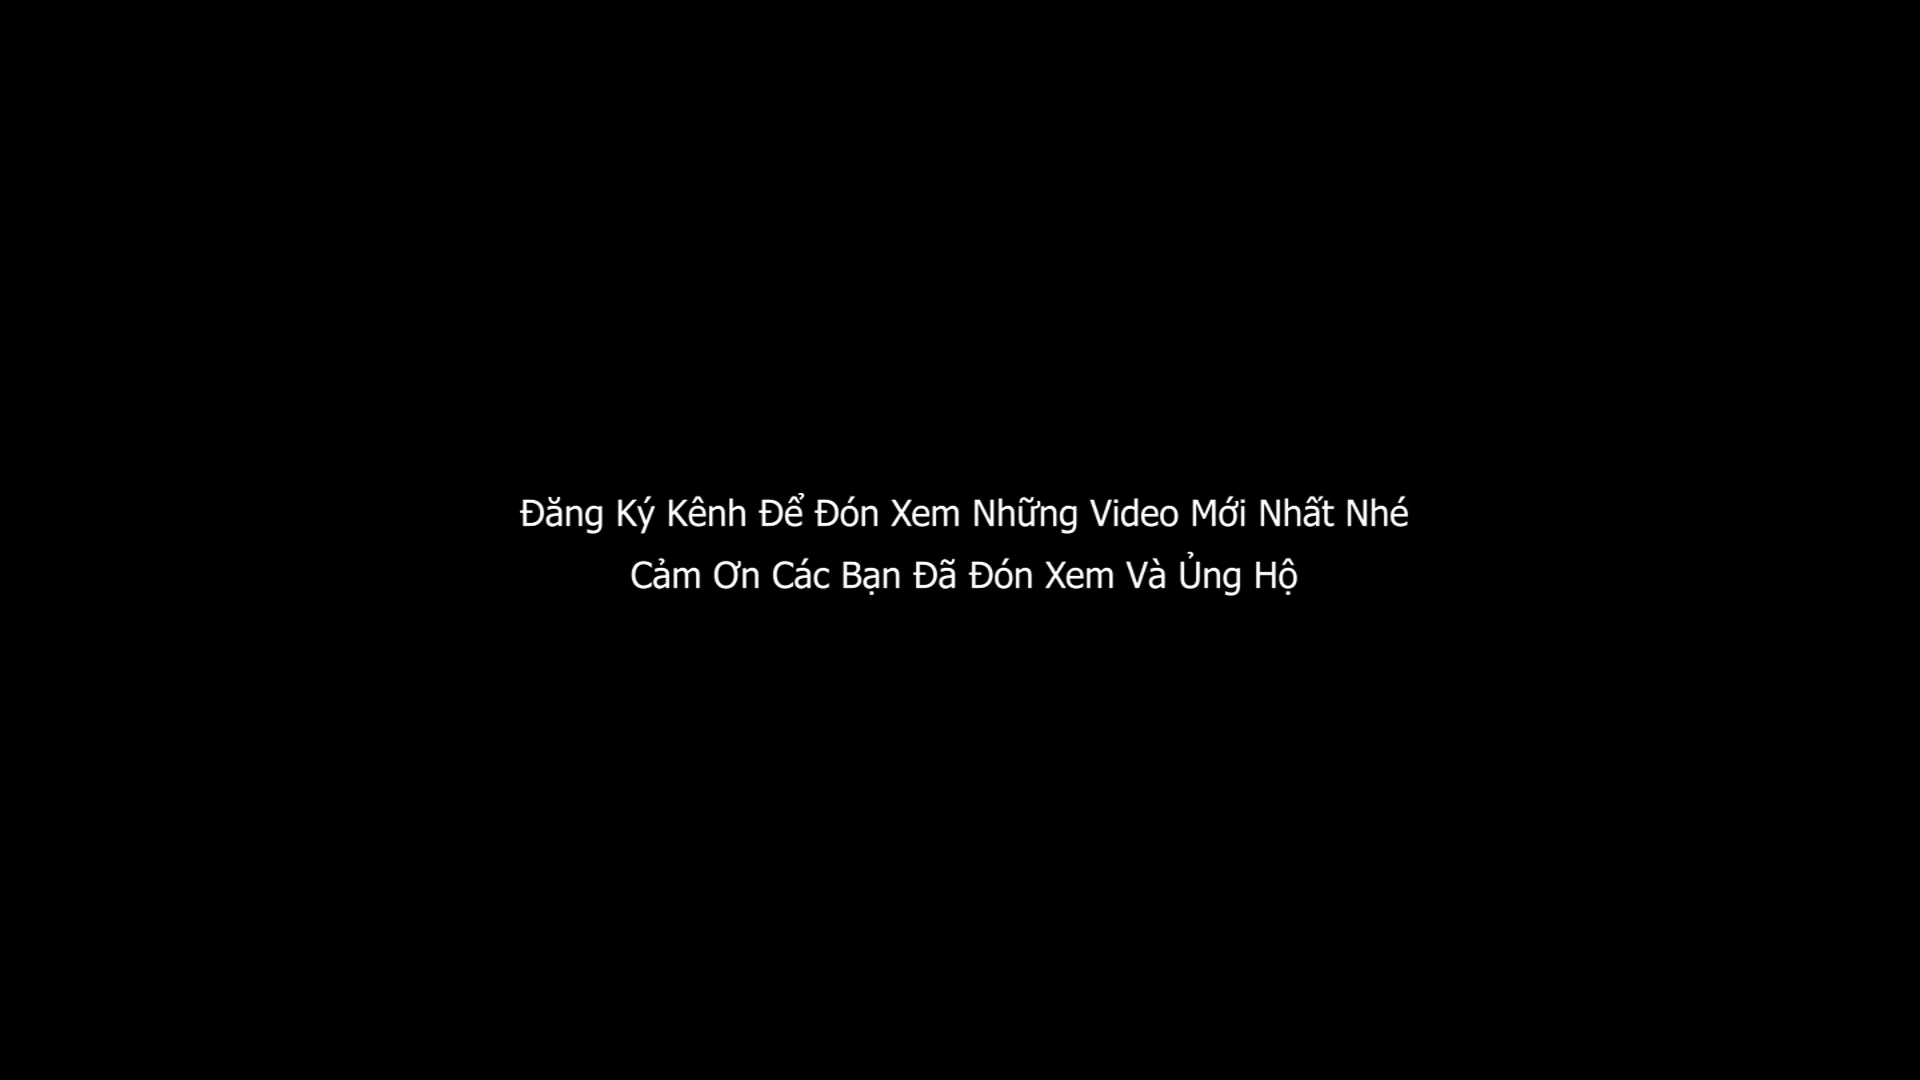 Đăng Ký Kênh Để Đón Xem Những Video Mới Nhất Nhé
Cảm Ơn Các Bạn Đã Đón Xem Và Ủng Hộ